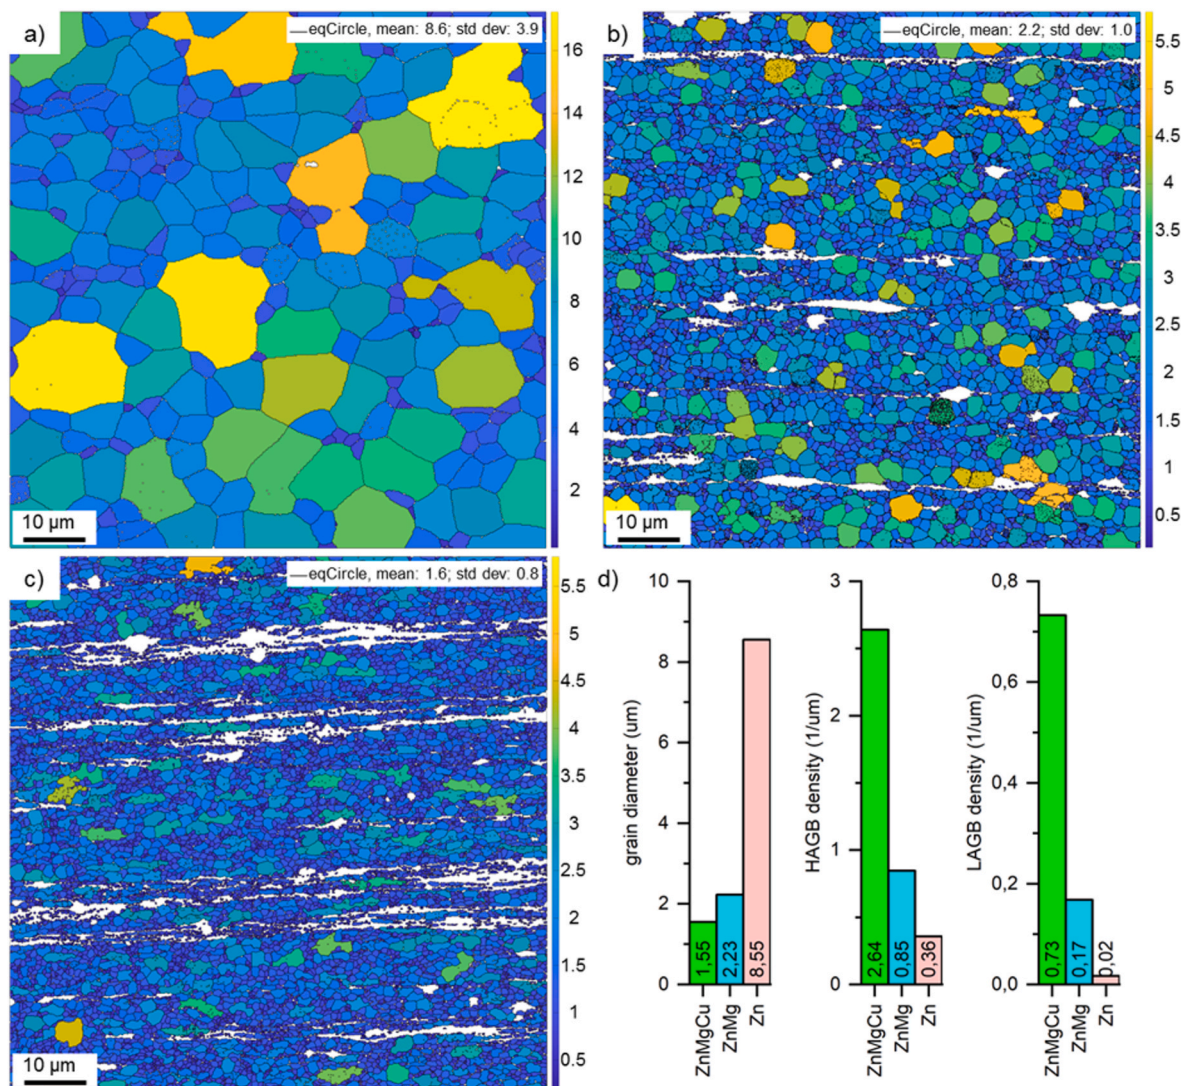 a)
eqCircle, mean: 8.6; std dev: 3.9
16
14
12
10
8
6
4
2
10 µm
b)
eqCircle, mean: 2.2; std dev: 1.0
5.5
5
4.5
4
3.5
3
2.5
2
1.5
1
0.5
10 µm
c)
eqCircle, mean: 1.6; std dev: 0.8
5.5
5
4.5
4
3.5
3
2.5
2
1.5
1
0.5
10 µm
d)
grain diameter (um)
10
8
6
4
2
0
1,55
2,23
8,55
ZnMgCu
ZnMg
Zn
HAGB density (1/um)
3
2
1
0
2,64
0,85
0,36
ZnMgCu
ZnMg
Zn
LAGB density (1/um)
0,8
0,6
0,4
0,2
0,0
0,73
0,17
0,02
ZnMgCu
ZnMg
Zn